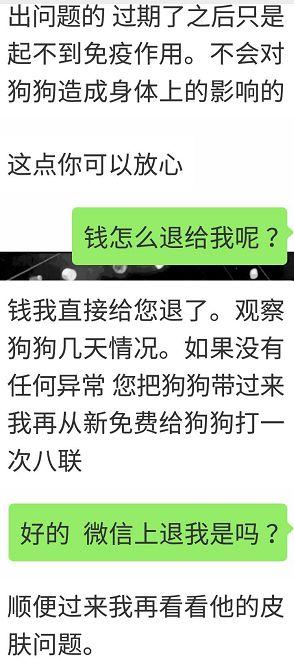 出问题的 过期了之后只是
起不到免疫作用。不会对
狗狗造成身体上的影响的
这点你可以放心
钱怎么退给我呢？
钱我直接给您退了。观察
狗狗几天情况。如果没有
任何异常 您把狗狗带过来
我再从新免费给狗狗打一
次八联
好的 微信上退我是吗？
顺便过来我再看看他的皮
肤问题。